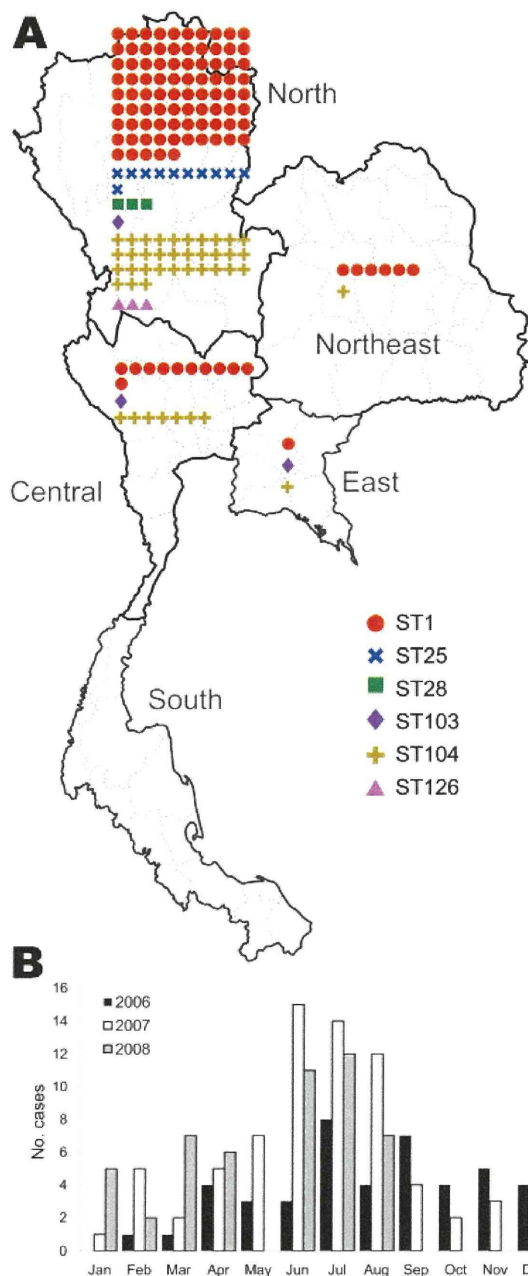 A
North
Northeast
Central
East
South
ST1
ST25
ST28
ST103
ST104
ST126
B
16
14
12
10
8
6
4
2
0
No. cases
2006
2007
2008
Jan Feb Mar Apr May Jun Jul Aug Sep Oct Nov D